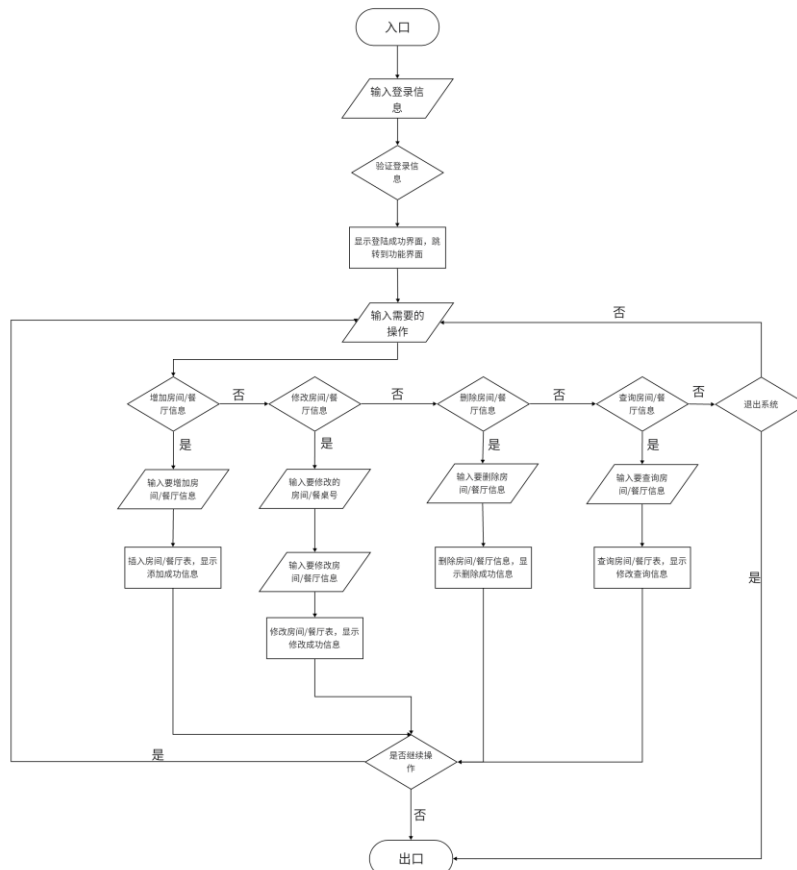 入口
输入登录信
息
验证登录信
息
显示登陆成功界面，跳
转到功能界面
输入需要的
操作
否
增加房间/餐
厅信息
否
修改房间/餐
厅信息
否
删除房间/餐
厅信息
否
查询房间/餐
厅信息
否
退出系统
是
是
是
是
输入要增加房
间/餐厅信息
输入要修改的
房间/餐桌号
输入要删除房
间/餐厅信息
输入要查询房
间/餐厅信息
插入房间/餐厅表，显示
添加成功信息
输入要修改房
间/餐厅信息
删除房间/餐厅信息，显
示删除成功信息
查询房间/餐厅表，显示
修改查询信息
是
修改房间/餐厅表，显示
修改成功信息
是
是否继续操
作
否
出口